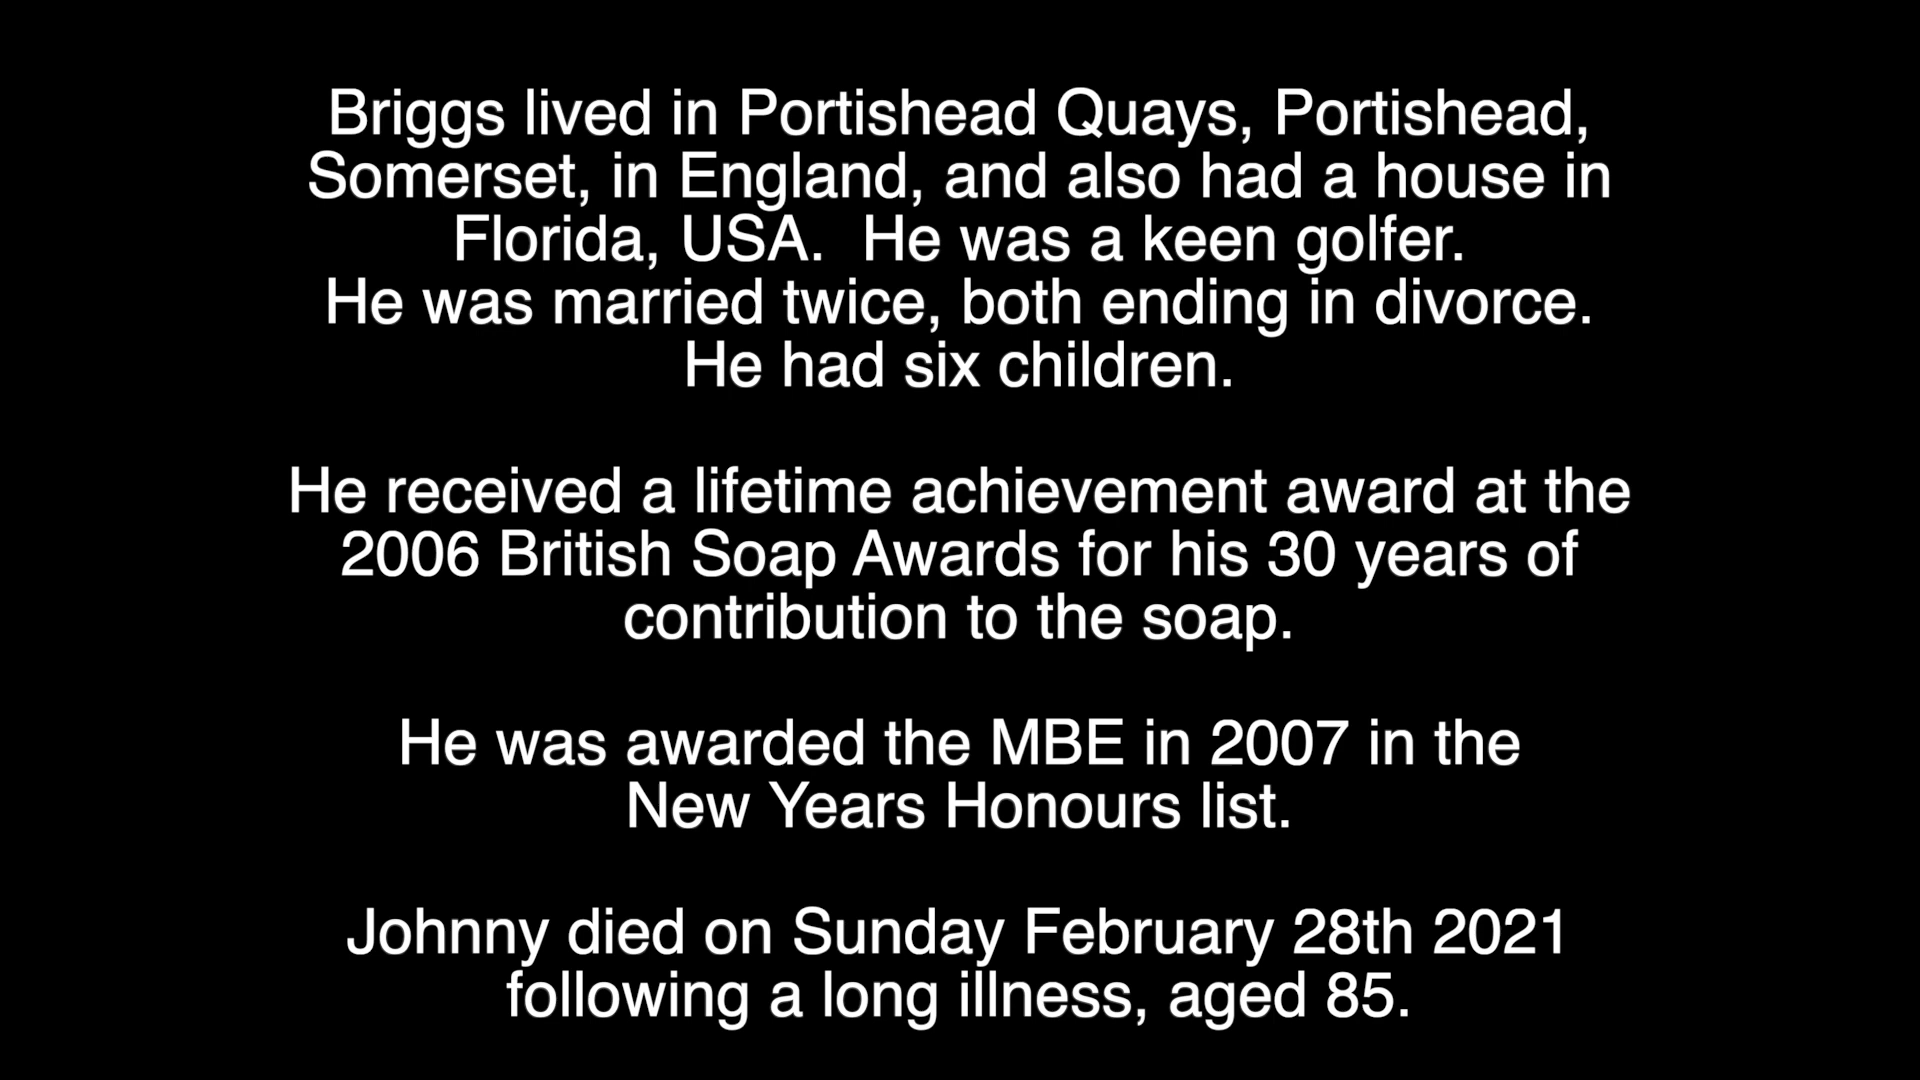 Briggs lived in Portishead Quays, Portishead,
Somerset, in England, and also had a house in
Florida, USA.  He was a keen golfer.
He was married twice, both ending in divorce.
He had six children.
He received a lifetime achievement award at the
2006 British Soap Awards for his 30 years of
contribution to the soap.
He was awarded the MBE in 2007 in the
New Years Honours list.
Johnny died on Sunday February 28th 2021
following a long illness, aged 85.